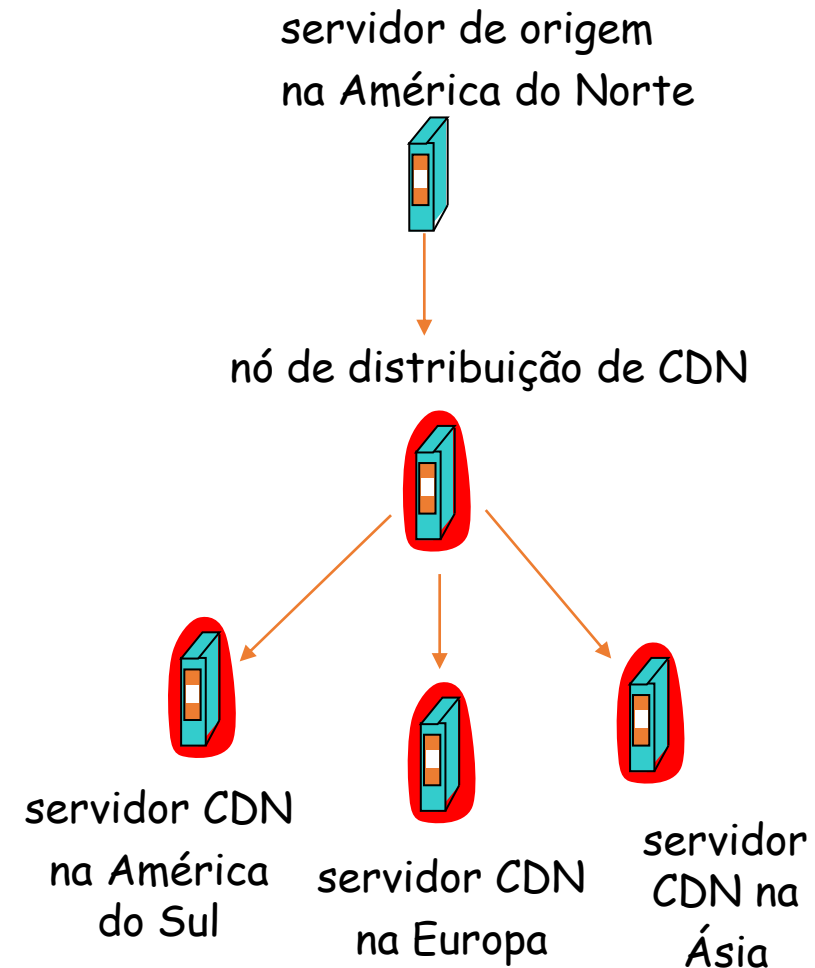 servidor de origem
na América do Norte
nó de distribuição de CDN
servidor CDN
na América
do Sul
servidor CDN
na Europa
servidor
CDN na
Ásia